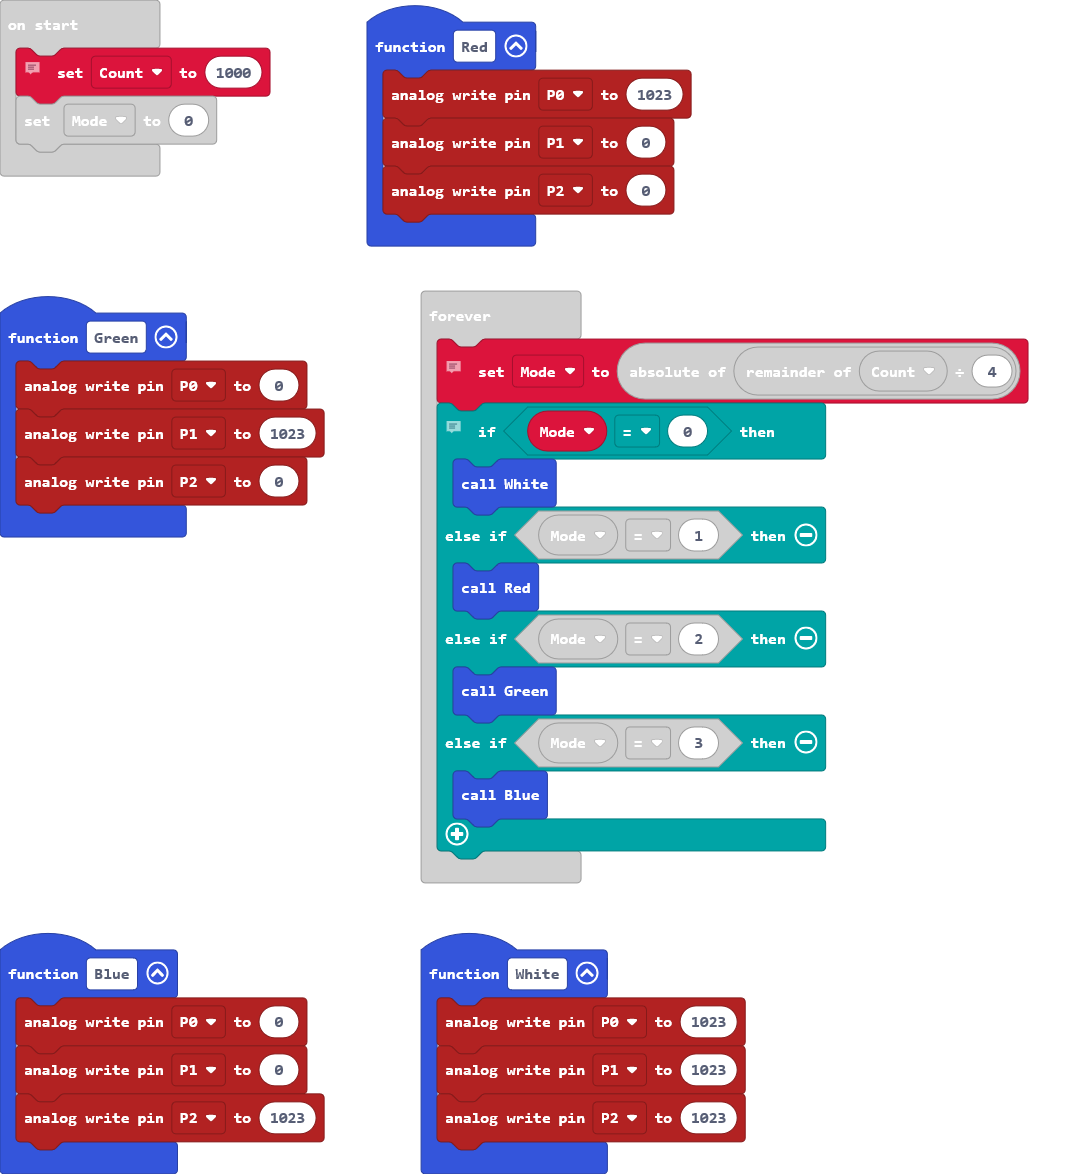 on start
set Count to 1000
set Mode to 0
function Red
analog write pin P0 to 1023
analog write pin P1 to 0
analog write pin P2 to 0
function Green
analog write pin P0 to 0
analog write pin P1 to 1023
analog write pin P2 to 0
forever
set Mode to absolute of remainder of Count ÷ 4
if Mode = 0 then
call White
else if Mode = 1 then
call Red
else if Mode = 2 then
call Green
else if Mode = 3 then
call Blue
function Blue
analog write pin P0 to 0
analog write pin P1 to 0
analog write pin P2 to 1023
function White
analog write pin P0 to 1023
analog write pin P1 to 1023
analog write pin P2 to 1023